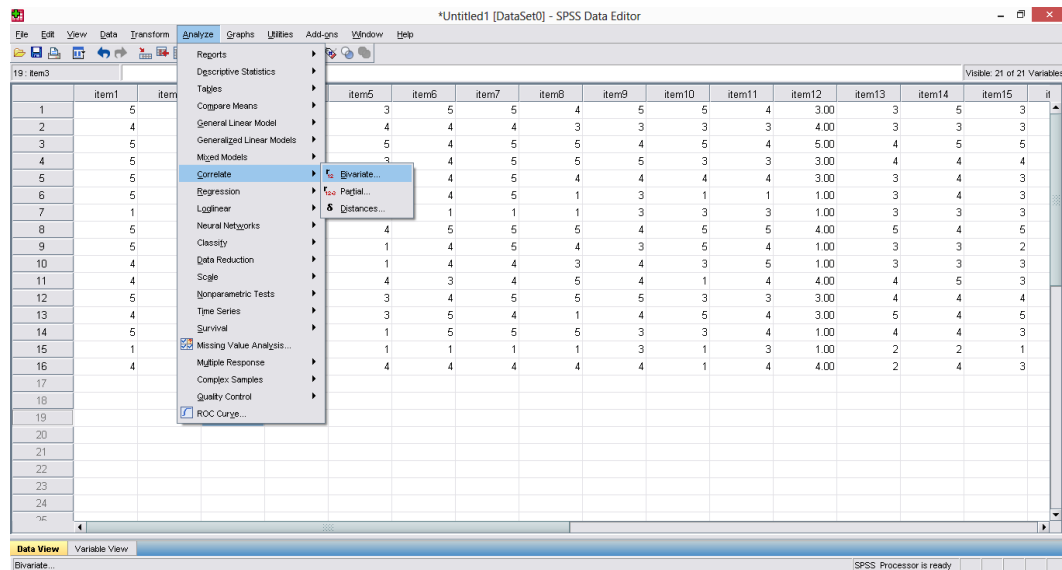 *Untitled1 [DataSet0] - SPSS Data Editor
File Edit View Data Transform Analyze Graphs Utilities Add-ons Window Help
19 : item3
Visible: 21 of 21 Variables
item1 item item5 item6 item7 item8 item9 item10 item11 item12 item13 item14 item15 it
1 5 3 5 5 4 5 5 4 3.00 3 5 3
2 4 4 4 4 3 3 3 3 4.00 3 3 3
3 5 5 4 5 5 4 5 4 5.00 4 5 3
4 5 3 4 5 5 5 3 3 3.00 4 4 4
5 5 4 5 4 4 4 4 3.00 3 4 3
6 5 4 5 1 3 1 1 1.00 3 4 3
7 1 1 1 1 3 3 3 1.00 3 3 3
8 5 4 5 5 5 4 5 5 4.00 5 4 5
9 5 1 4 5 4 3 5 4 1.00 3 3 2
10 4 1 4 4 3 4 3 5 1.00 3 3 3
11 4 4 3 4 5 4 1 4 4.00 4 5 3
12 5 3 4 5 5 5 3 3 3.00 4 4 4
13 4 3 5 4 1 4 5 4 3.00 5 4 5
14 5 1 5 5 5 3 3 4 1.00 4 4 3
15 1 1 1 1 1 3 1 3 1.00 2 2 1
16 4 4 4 4 4 4 1 4 4.00 2 4 3
17
18
19
20
21
22
23
24
Reports
Descriptive Statistics
Tables
Compare Means
General Linear Model
Generalized Linear Models
Mixed Models
Correlate
Regression
Loglinear
Neural Networks
Classify
Data Reduction
Scale
Nonparametric Tests
Time Series
Survival
Missing Value Analysis...
Multiple Response
Complex Samples
Quality Control
ROC Curve...
r12 Bivariate...
r12-3 Partial...
δ Distances...
Data View Variable View
Bivariate...
SPSS Processor is ready